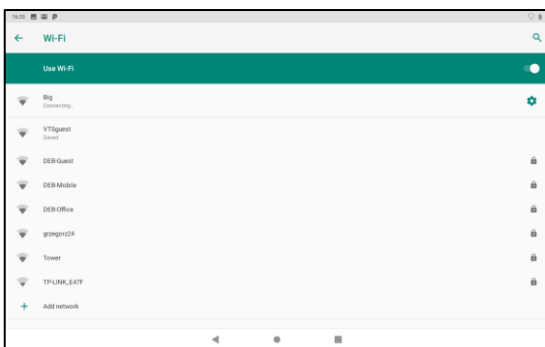 16:35
Wi-Fi
Use Wi-Fi
Big
Connecting...
VTSguest
Saved
DEB-Guest
DEB-Mobile
DEB-Office
grzegorz24
Tower
TP-LINK_E47F
Add network